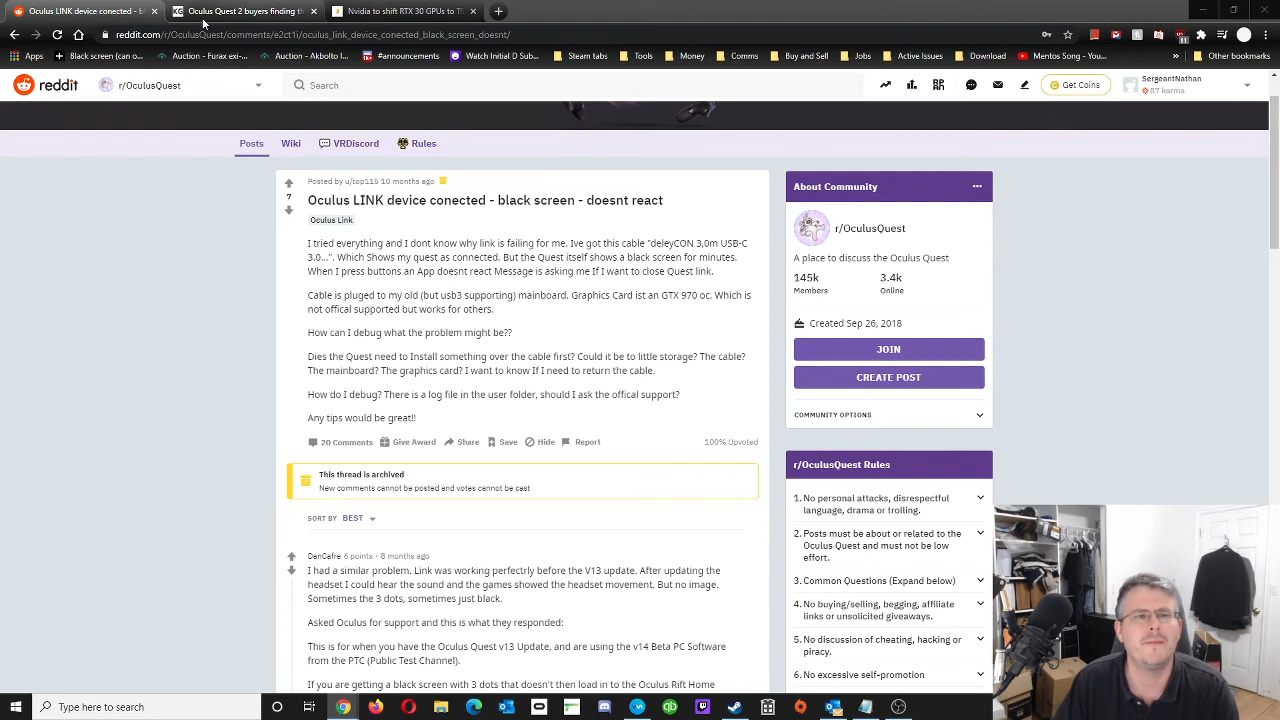 Oculus LINK device conected - b
Oculus Quest 2 buyers finding th
Nvidia to shift RTX 30 GPUs to TS
reddit.com/r/OculusQuest/comments/e2ct1i/oculus_link_device_conected_black_screen_doesnt/
Apps
Black screen (can o
Auction - Furax exi-
Auction - Akbolto I
#announcements
Watch Initial D Sub
Steam tabs
Tools
Money
Comms
Buy and Sell
Jobs
Active Issues
Download
Mentos Song - You
»
Other bookmarks
reddit
r/OculusQuest
Search
Get Coins
SergeantNathan
87 karma
Posts
Wiki
VRDiscord
Rules
Posted by u/top115 10 months ago
7
Oculus LINK device conected - black screen - doesnt react
Oculus Link
I tried everything and I dont know why link is failing for me. Ive got this cable "deleyCON 3,0m USB-C
3.0...". Which Shows my quest as connected. But the Quest itself shows a black screen for minutes.
When I press buttons an App doesnt react Message is asking me If I want to close Quest link.
Cable is pluged to my old (but usb3 supporting) mainboard. Graphics Card ist an GTX 970 oc. Which is
not offical supported but works for others.
How can I debug what the problem might be??
Dies the Quest need to Install something over the cable first? Could it be to little storage? The cable?
The mainboard? The graphics card? I want to know If I need to return the cable.
How do I debug? There is a log file in the user folder, should I ask the offical support?
Any tips would be great!!
20 Comments
Give Award
Share
Save
Hide
Report
100% Upvoted
This thread is archived
New comments cannot be posted and votes cannot be cast
SORT BY BEST
DanCafre 6 points · 8 months ago
I had a similar problem. Link was working perfectrly before the V13 update. After updating the
headset I could hear the sound and the games showed the headset movement. But no image.
Sometimes the 3 dots, sometimes just black.
Asked Oculus for support and this is what they responded:
This is for when you have the Oculus Quest v13 Update, and are using the v14 Beta PC Software
from the PTC (Public Test Channel).
If you are getting a black screen with 3 dots that doesn't then load in to the Oculus Rift Home
About Community
r/OculusQuest
A place to discuss the Oculus Quest
145k
Members
3.4k
Online
Created Sep 26, 2018
JOIN
CREATE POST
COMMUNITY OPTIONS
r/OculusQuest Rules
1. No personal attacks, disrespectful
language, drama or trolling.
2. Posts must be about or related to the
Oculus Quest and must not be low
effort.
3. Common Questions (Expand below)
4. No buying/selling, begging, affiliate
links or unsolicited giveaways.
5. No discussion of cheating, hacking or
piracy.
6. No excessive self-promotion
Type here to search